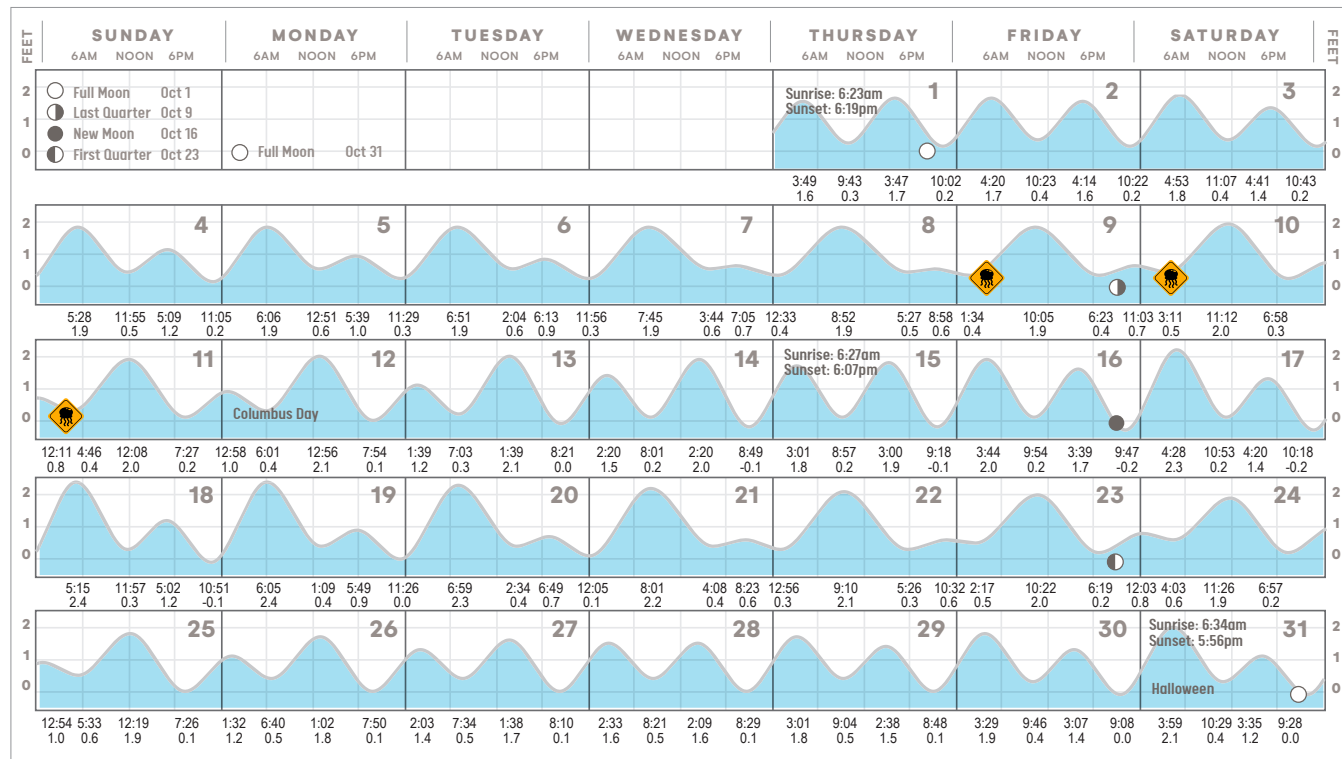 FEET SUNDAY MONDAY TUESDAY WEDNESDAY THURSDAY FRIDAY SATURDAY FEET
6AM NOON 6PM 6AM NOON 6PM 6AM NOON 6PM 6AM NOON 6PM 6AM NOON 6PM 6AM NOON 6PM 6AM NOON 6PM
2 2
1 1
0 0
Full Moon Oct 1
Last Quarter Oct 9
New Moon Oct 16
First Quarter Oct 23
Full Moon Oct 31
Sunrise: 6:23am
Sunset: 6:19pm
1 2 3
3:49 9:43 3:47 10:02 4:20 10:23 4:14 10:22 4:53 11:07 4:41 10:43
1.6 0.3 1.7 0.2 1.7 0.4 1.6 0.2 1.8 0.4 1.4 0.2
2 2
1 1
0 0
4 5 6 7 8 9 10
5:28 11:55 5:09 11:05 6:06 12:51 5:39 11:29 6:51 2:04 6:13 11:56 7:45 3:44 7:05 12:33 8:52 5:27 8:58 1:34 10:05 6:23 11:03 3:11 11:12 6:58
1.9 0.5 1.2 0.2 1.9 0.6 1.0 0.3 1.9 0.6 0.9 0.3 1.9 0.6 0.7 0.4 1.9 0.5 0.6 0.4 1.9 0.4 0.7 0.5 2.0 0.3
2 2
1 1
0 0
11 12 13 14 15 16 17
Columbus Day
Sunrise: 6:27am
Sunset: 6:07pm
12:11 4:46 12:08 7:27 12:58 6:01 12:56 7:54 1:39 7:03 1:39 8:21 2:20 8:01 2:20 8:49 3:01 8:57 3:00 9:18 3:44 9:54 3:39 9:47 4:28 10:53 4:20 10:18
0.8 0.4 2.0 0.2 1.0 0.4 2.1 0.1 1.2 0.3 2.1 0.0 1.5 0.2 2.0 -0.1 1.8 0.2 1.9 -0.1 2.0 0.2 1.7 -0.2 2.3 0.2 1.4 -0.2
2 2
1 1
0 0
18 19 20 21 22 23 24
5:15 11:57 5:02 10:51 6:05 1:09 5:49 11:26 6:59 2:34 6:49 12:05 8:01 4:08 8:23 12:56 9:10 5:26 10:32 2:17 10:22 6:19 12:03 4:03 11:26 6:57
2.4 0.3 1.2 -0.1 2.4 0.4 0.9 0.0 2.3 0.4 0.7 0.1 2.2 0.4 0.6 0.3 2.1 0.3 0.6 0.5 2.0 0.2 0.8 0.6 1.9 0.2
2 2
1 1
0 0
25 26 27 28 29 30 31
Sunrise: 6:34am
Sunset: 5:56pm
Halloween
12:54 5:33 12:19 7:26 1:32 6:40 1:02 7:50 2:03 7:34 1:38 8:10 2:33 8:21 2:09 8:29 3:01 9:04 2:38 8:48 3:29 9:46 3:07 9:08 3:59 10:29 3:35 9:28
1.0 0.6 1.9 0.1 1.2 0.5 1.8 0.1 1.4 0.5 1.7 0.1 1.6 0.5 1.6 0.1 1.8 0.5 1.5 0.1 1.9 0.4 1.4 0.0 2.1 0.4 1.2 0.0